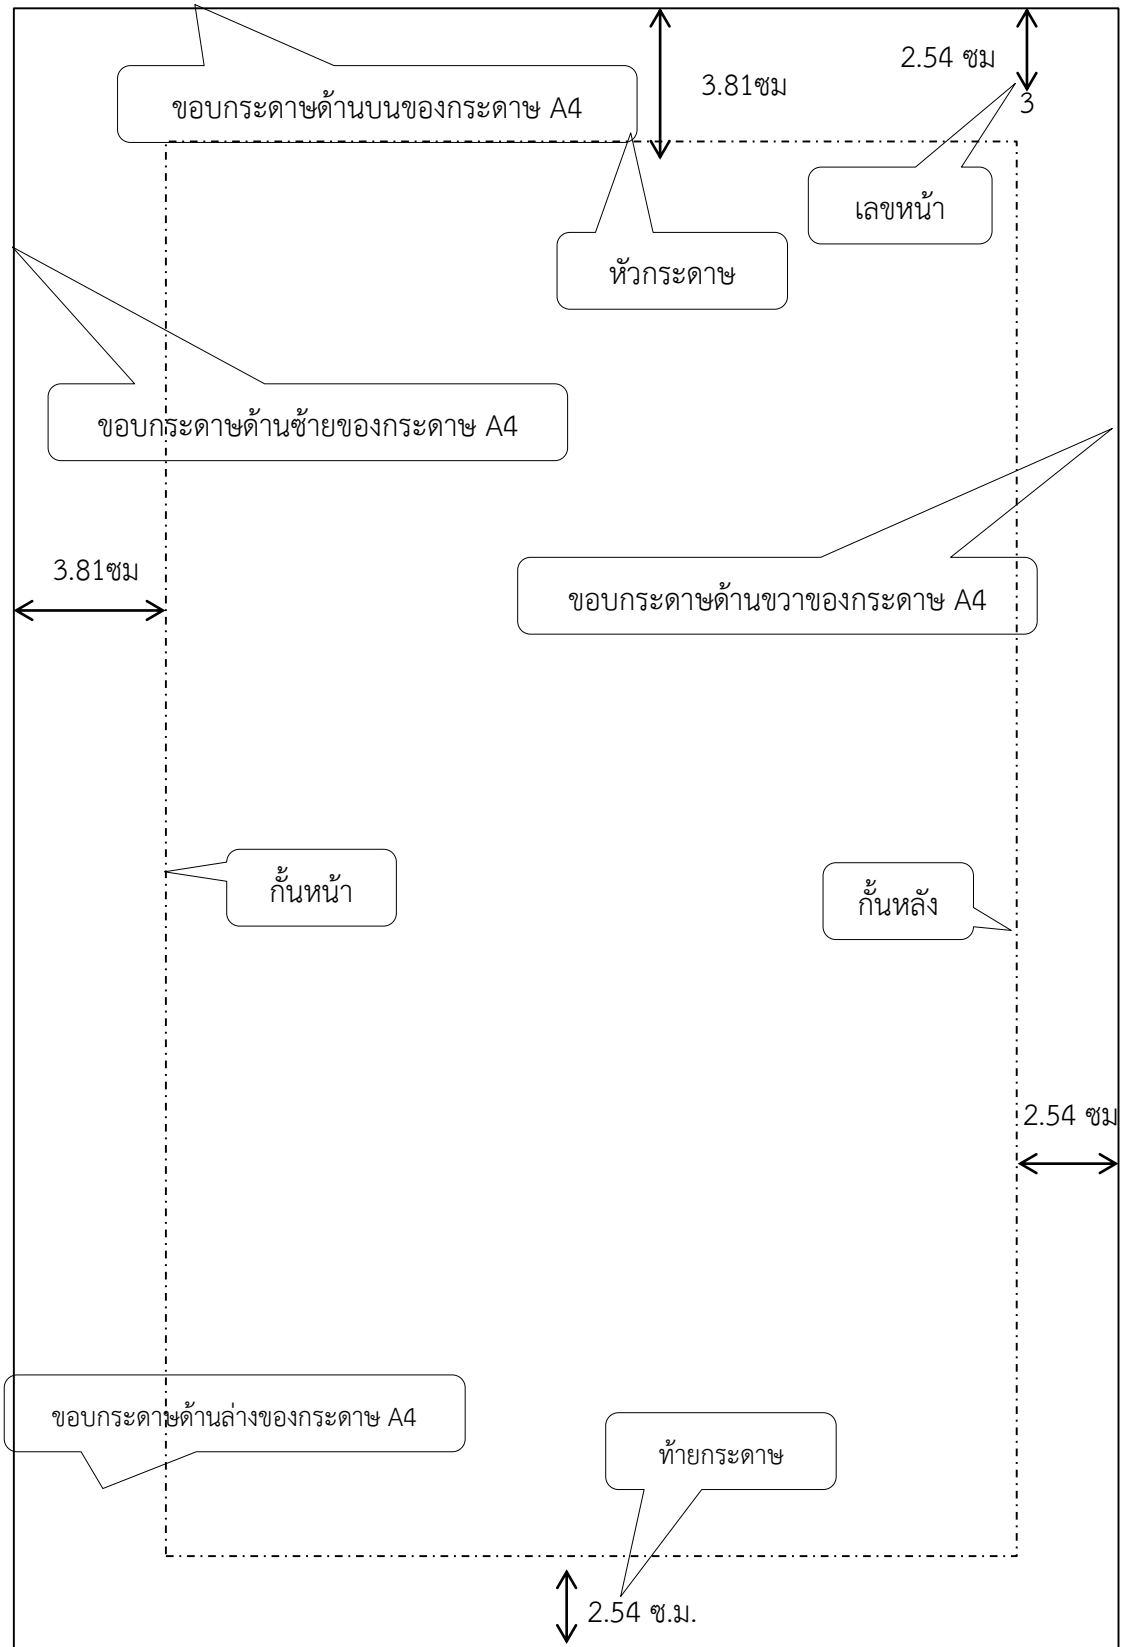 2.54 ซม
3.81ซม
ขอบกระดาษด้านบนของกระดาษ A4
3
เลขหน้า
หัวกระดาษ
ขอบกระดาษด้านซ้ายของกระดาษ A4
3.81ซม
ขอบกระดาษด้านขวาของกระดาษ A4
กั้นหน้า
กั้นหลัง
2.54 ซม
ขอบกระดาษด้านล่างของกระดาษ A4
ท้ายกระดาษ
2.54 ซ.ม.